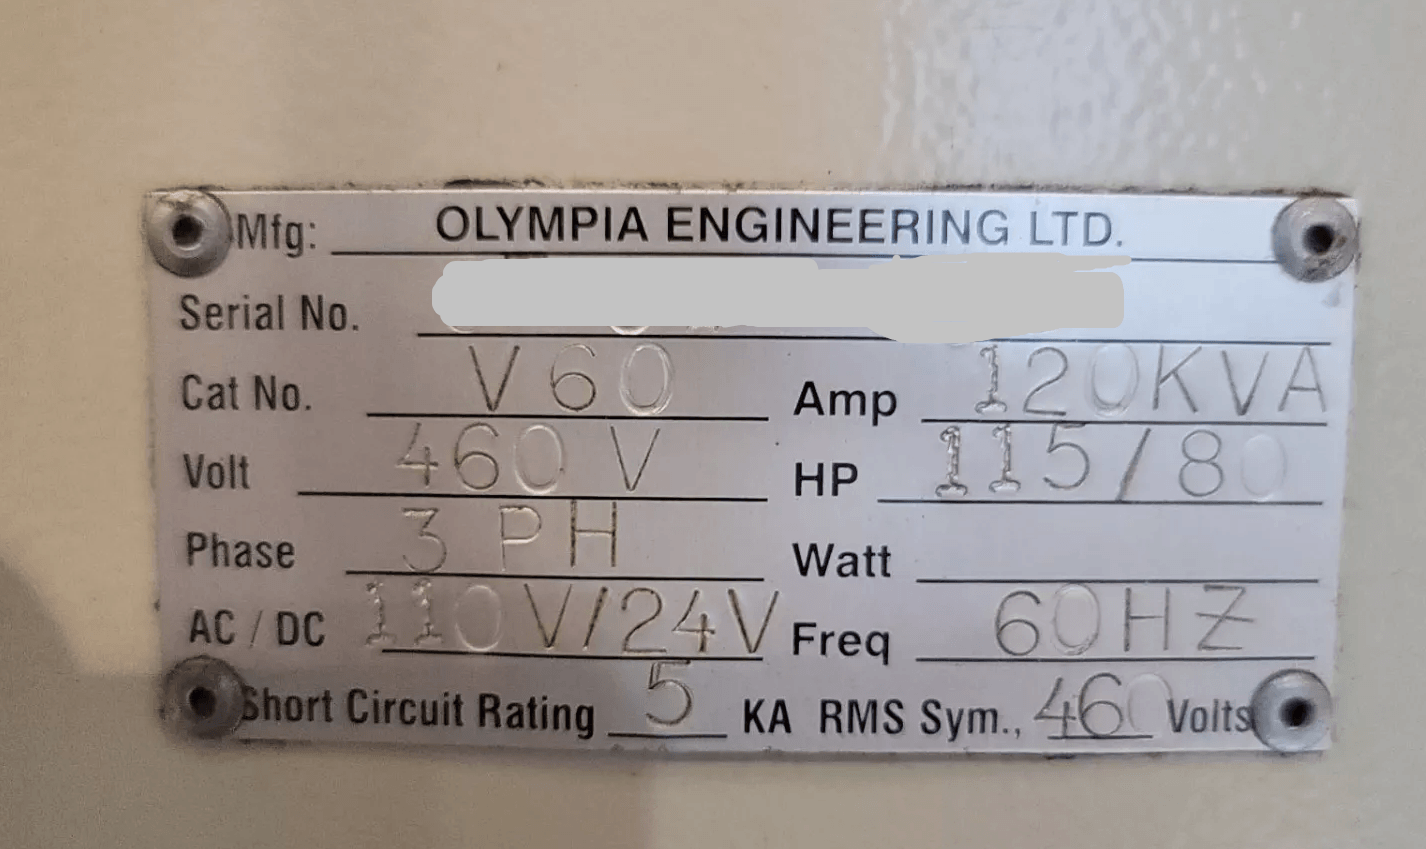 Mfg: OLYMPIA ENGINEERING LTD.
Serial No.
Cat No. V60 Amp 120KVA
Volt 460 V HP 115/80
Phase 3 PH Watt
AC / DC 110V/24V Freq 60HZ
Short Circuit Rating 5 KA RMS Sym., 460 Volts